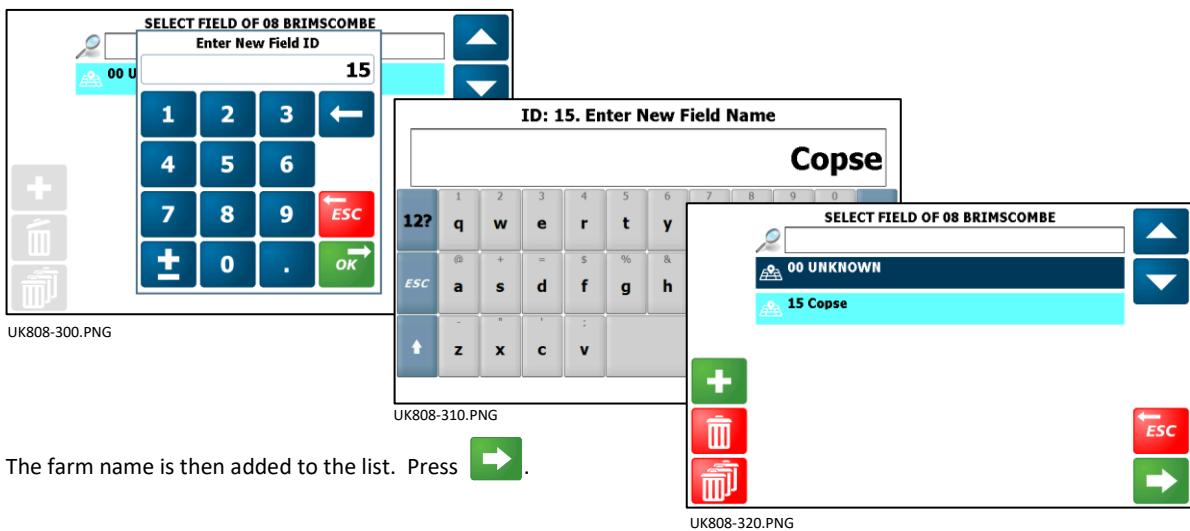 SELECT FIELD OF 08 BRIMSCOMBE
Enter New Field ID
15
00 U
1 2 3
4 5 6
7 8 9 ESC
± 0 . OK
UK808-300.PNG
ID: 15. Enter New Field Name
Copse
1 2 3 4 5 6 7 8 9 0
12? q w e r t y
@ + = $ % &
ESC a s d f g h
- " ' :
z x c v
UK808-310.PNG
SELECT FIELD OF 08 BRIMSCOMBE
00 UNKNOWN
15 Copse
ESC
UK808-320.PNG
The farm name is then added to the list. Press .